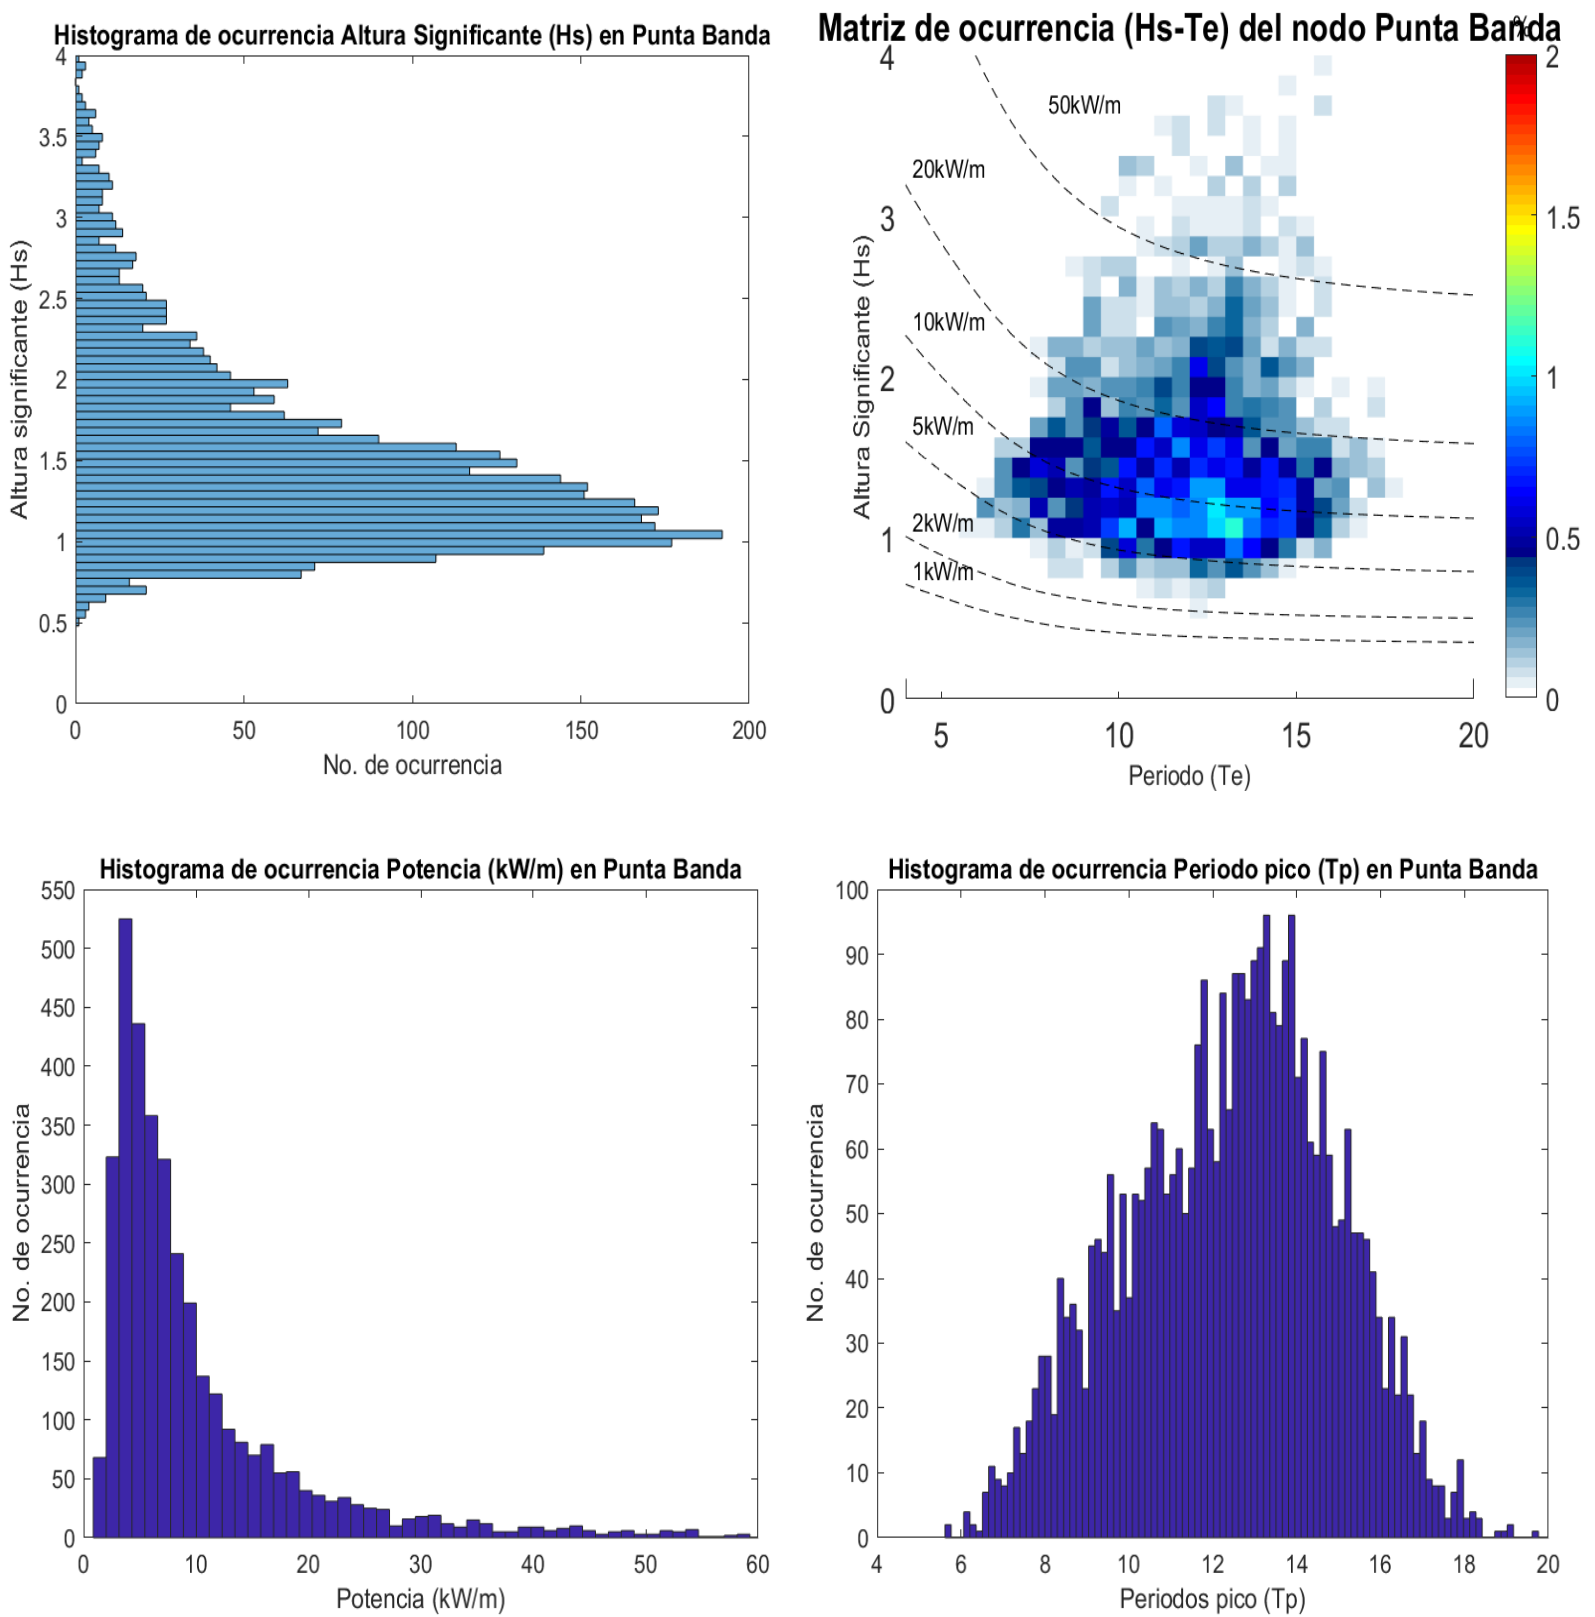 Histograma de ocurrencia Altura Significante (Hs) en Punta Banda
4
3.5
3
2.5
2
1.5
1
0.5
0
Altura significante (Hs)
0 50 100 150 200
No. de ocurrencia
Matriz de ocurrencia (Hs-Te) del nodo Punta Banda
%
4
3
2
1
0
Altura Significante (Hs)
50kW/m
20kW/m
10kW/m
5kW/m
2kW/m
1kW/m
5 10 15 20
Periodo (Te)
2
1.5
1
0.5
0
Histograma de ocurrencia Potencia (kW/m) en Punta Banda
550
500
450
400
350
300
250
200
150
100
50
0
No. de ocurrencia
0 10 20 30 40 50 60
Potencia (kW/m)
Histograma de ocurrencia Periodo pico (Tp) en Punta Banda
100
90
80
70
60
50
40
30
20
10
0
No. de ocurrencia
4 6 8 10 12 14 16 18 20
Periodos pico (Tp)